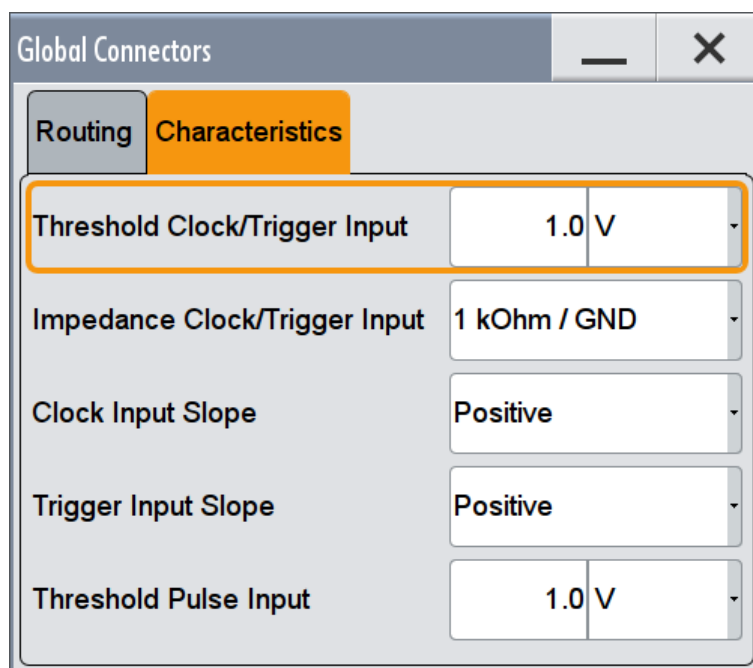 Global Connectors
Routing Characteristics
Threshold Clock/Trigger Input 1.0 V
Impedance Clock/Trigger Input 1 kOhm / GND
Clock Input Slope Positive
Trigger Input Slope Positive
Threshold Pulse Input 1.0 V